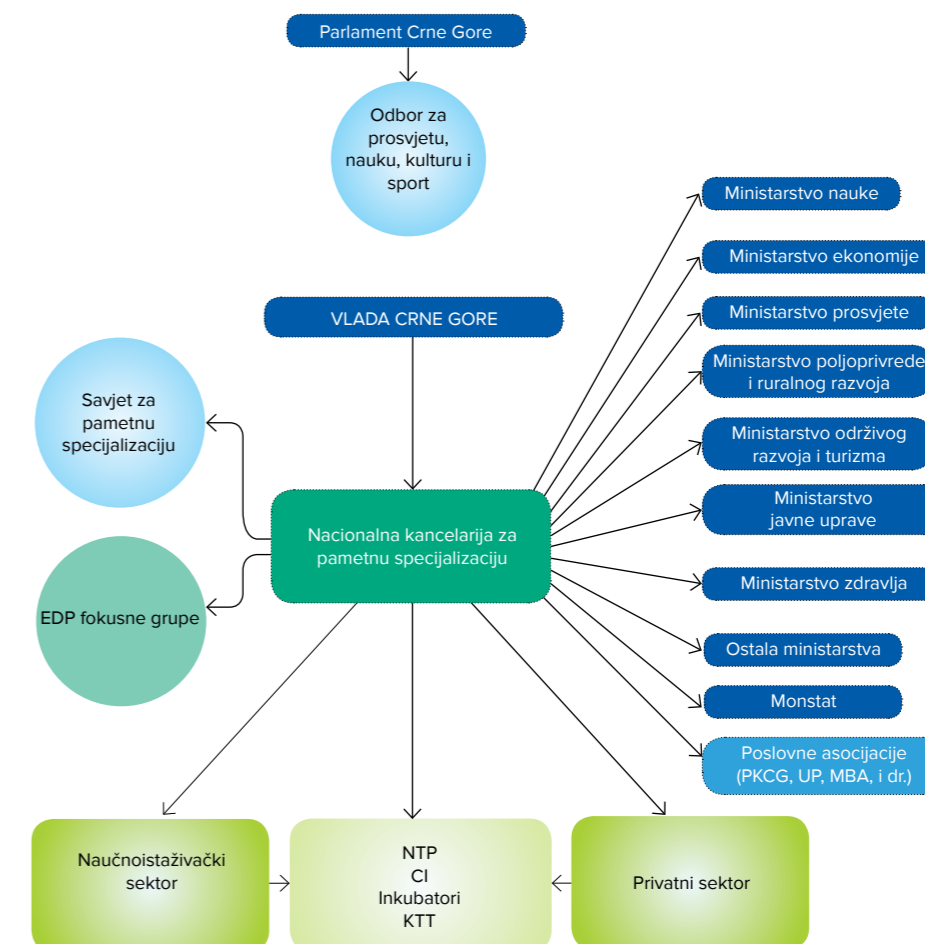 Parlament Crne Gore
Odbor za
prosvjetu,
nauku, kulturu i
sport
Ministarstvo nauke
Ministarstvo ekonomije
VLADA CRNE GORE
Ministarstvo prosvjete
Ministarstvo poljoprivrede
i ruralnog razvoja
Savjet za
pametnu
specijalizaciju
Ministarstvo održivog
razvoja i turizma
Ministarstvo
javne uprave
Nacionalna kancelarija za
pametnu specijalizaciju
Ministarstvo zdravlja
EDP fokusne grupe
Ostala ministarstva
Monstat
Poslovne asocijacije
(PKCG, UP, MBA, i dr.)
Naučnoistaživački
sektor
NTP
CI
Inkubatori
KTT
Privatni sektor